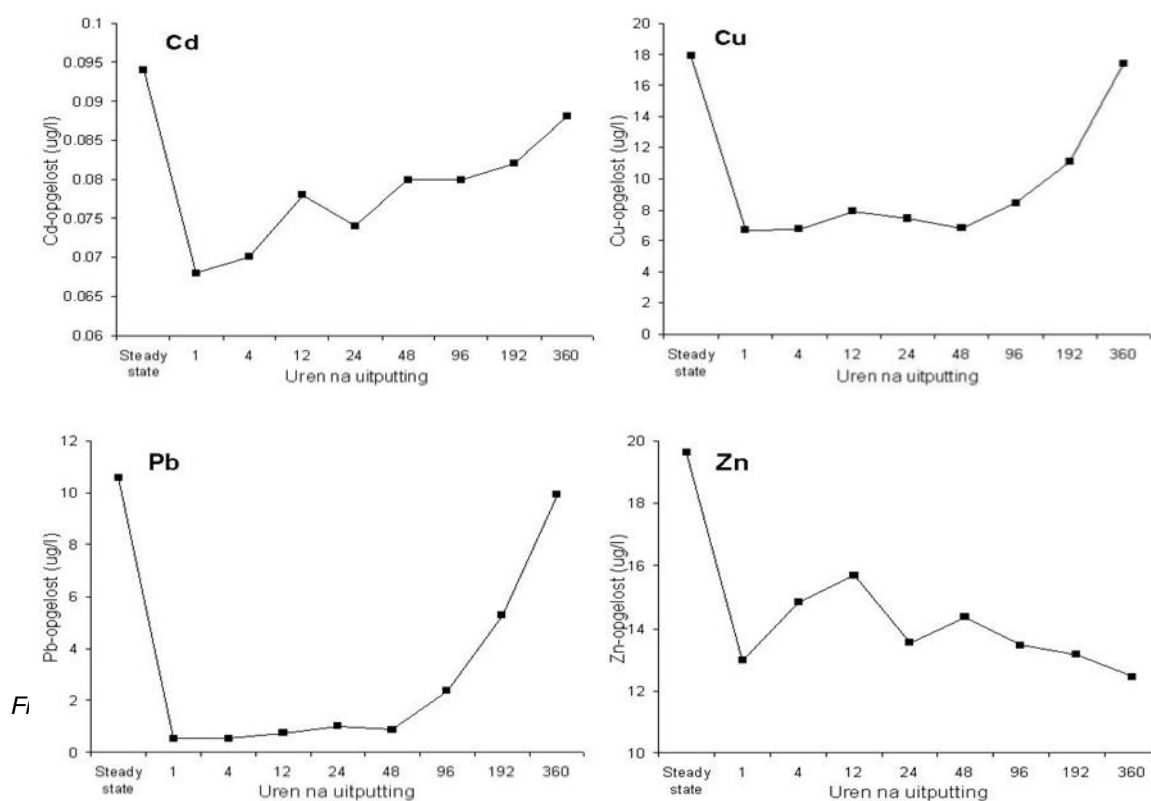 Cd
Cd-opgelost (ug/l)
0.1
0.095
0.09
0.085
0.08
0.075
0.07
0.065
0.06
Steady state 1 4 12 24 48 96 192 360
Uren na uitputting
Cu
Cu-opgelost (ug/l)
20
18
16
14
12
10
8
6
4
2
0
Steady state 1 4 12 24 48 96 192 360
Uren na uitputting
Pb
Pb-opgelost (ug/l)
12
10
8
6
4
2
0
Steady state 1 4 12 24 48 96 192 360
Uren na uitputting
Zn
Zn-opgelost (ug/l)
20
18
16
14
12
10
Steady state 1 4 12 24 48 96 192 360
Uren na uitputting